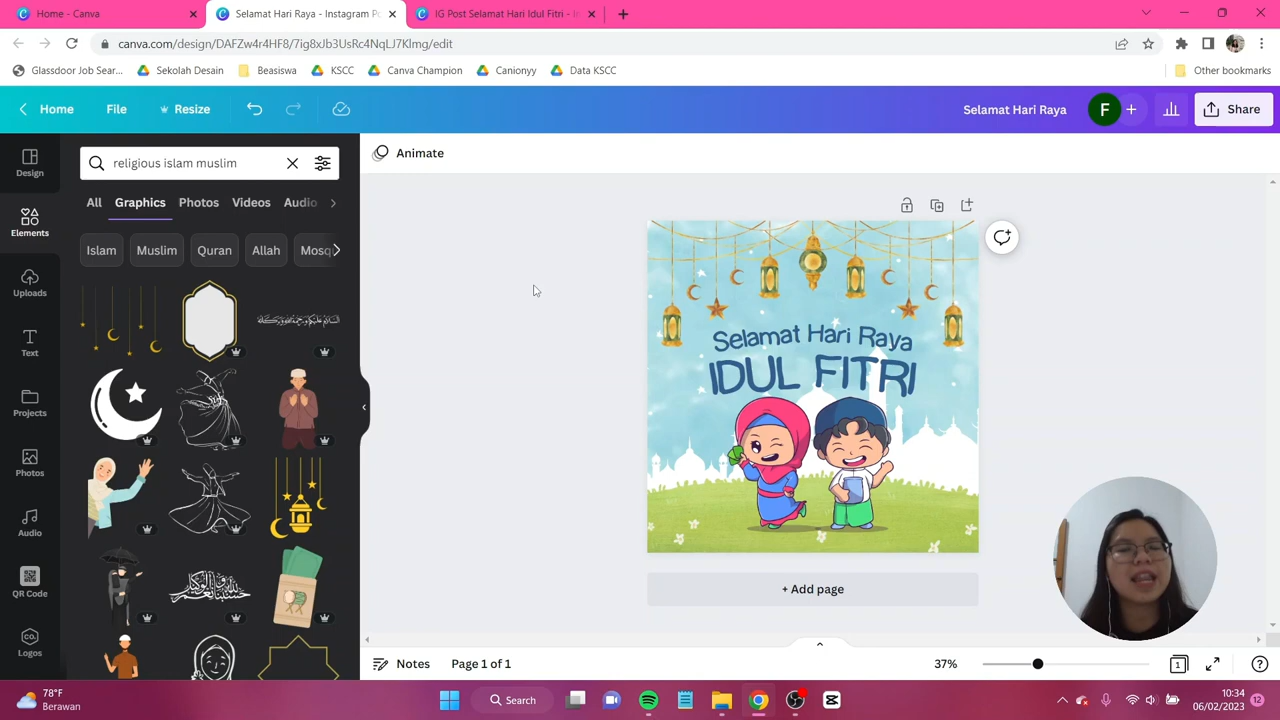 Home - Canva
Selamat Hari Raya - Instagram Po
IG Post Selamat Hari Idul Fitri - In
canva.com/design/DAFZw4r4HF8/7ig8xJb3UsRc4NqLJ7Klmg/edit
Glassdoor Job Sear...
Sekolah Desain
Beasiswa
KSCC
Canva Champion
Canionyy
Data KSCC
Other bookmarks
Home
File
Resize
Selamat Hari Raya
F
Share
Design
Elements
Uploads
Text
Projects
Photos
Audio
QR Code
Logos
religious islam muslim
All
Graphics
Photos
Videos
Audio
Islam
Muslim
Quran
Allah
Mosq
Animate
Selamat Hari Raya
IDUL FITRI
+ Add page
Notes
Page 1 of 1
37%
1
78°F
Berawan
Search
10:34
06/02/2023
12